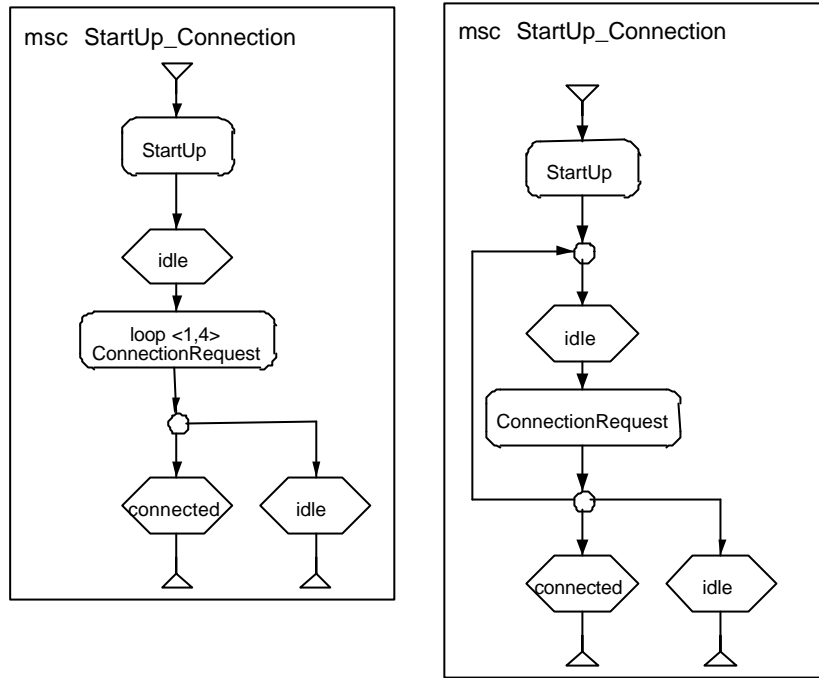 msc StartUp_Connection
StartUp
idle
loop <1,4>
ConnectionRequest
connected
idle
msc StartUp_Connection
StartUp
idle
ConnectionRequest
connected
idle